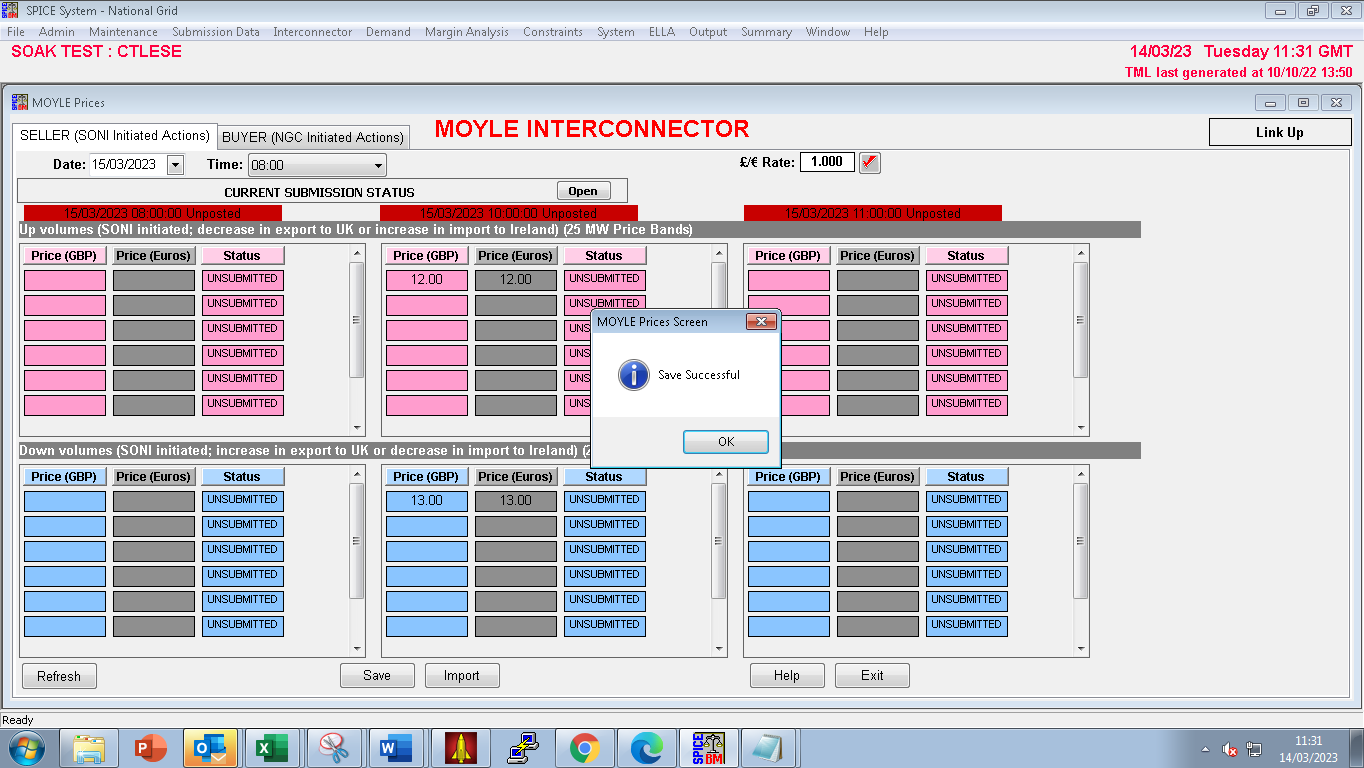 SPICE System - National Grid
File Admin Maintenance Submission Data Interconnector Demand Margin Analysis Constraints System ELLA Output Summary Window Help
SOAK TEST : CTLESE 14/03/23 Tuesday 11:31 GMT
TML last generated at 10/10/22 13:50
MOYLE Prices
SELLER (SONI Initiated Actions) BUYER (NGC Initiated Actions) MOYLE INTERCONNECTOR Link Up
Date: 15/03/2023 Time: 08:00 £/€ Rate: 1.000
CURRENT SUBMISSION STATUS Open
15/03/2023 08:00:00 Unposted 15/03/2023 10:00:00 Unposted 15/03/2023 11:00:00 Unposted
Up volumes (SONI initiated; decrease in export to UK or increase in import to Ireland) (25 MW Price Bands)
Price (GBP) Price (Euros) Status Price (GBP) Price (Euros) Status Price (GBP) Price (Euros) Status
UNSUBMITTED 12.00 12.00 UNSUBMITTED UNSUBMITTED
UNSUBMITTED UNSUBMITTED UNSUBMITTED
UNSUBMITTED UNS UNSUBMITTED
UNSUBMITTED UNS UNSUBMITTED
UNSUBMITTED UNS UNSUBMITTED
UNSUBMITTED UNS UNSUBMITTED
MOYLE Prices Screen
Save Successful
OK
Down volumes (SONI initiated; increase in export to UK or decrease in import to Ireland) (2
Price (GBP) Price (Euros) Status Price (GBP) Price (Euros) Status Price (GBP) Price (Euros) Status
UNSUBMITTED 13.00 13.00 UNSUBMITTED UNSUBMITTED
UNSUBMITTED UNSUBMITTED UNSUBMITTED
UNSUBMITTED UNSUBMITTED UNSUBMITTED
UNSUBMITTED UNSUBMITTED UNSUBMITTED
UNSUBMITTED UNSUBMITTED UNSUBMITTED
UNSUBMITTED UNSUBMITTED UNSUBMITTED
Refresh Save Import Help Exit
Ready
SPICE BM
11:31
14/03/2023